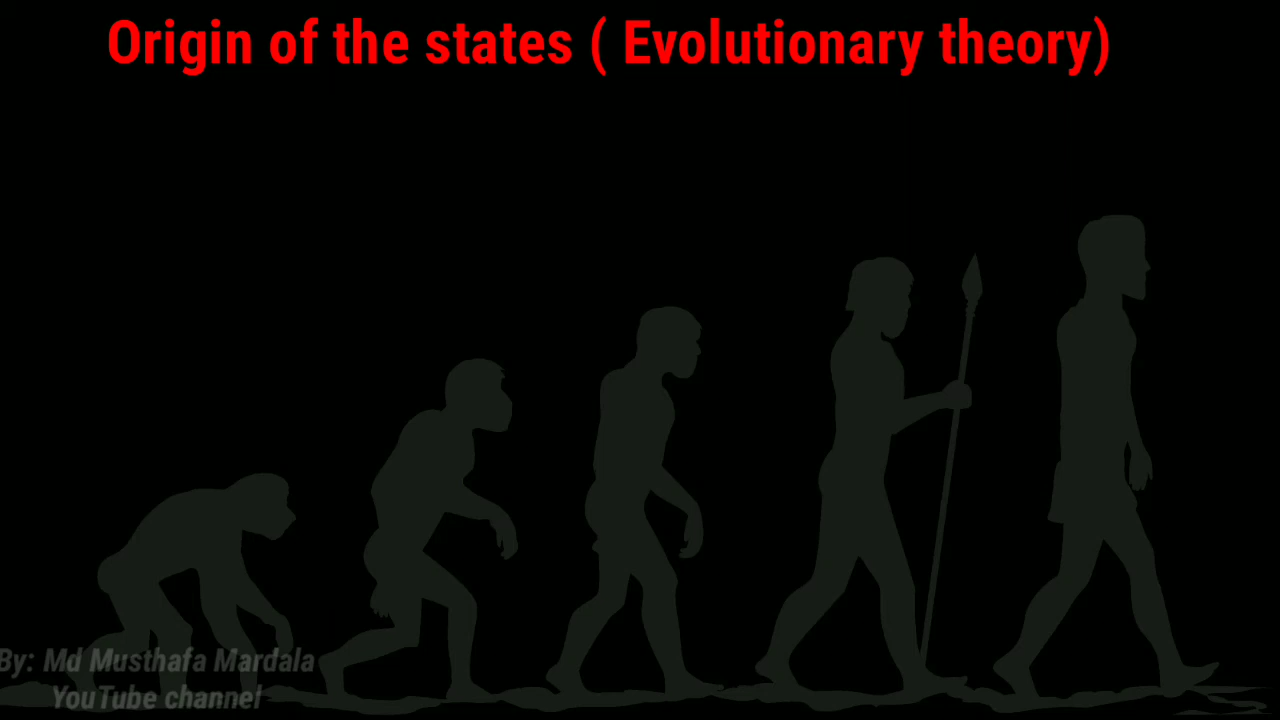 Origin of the states ( Evolutionary theory)
By: Md Musthafa Mardala
YouTube channel